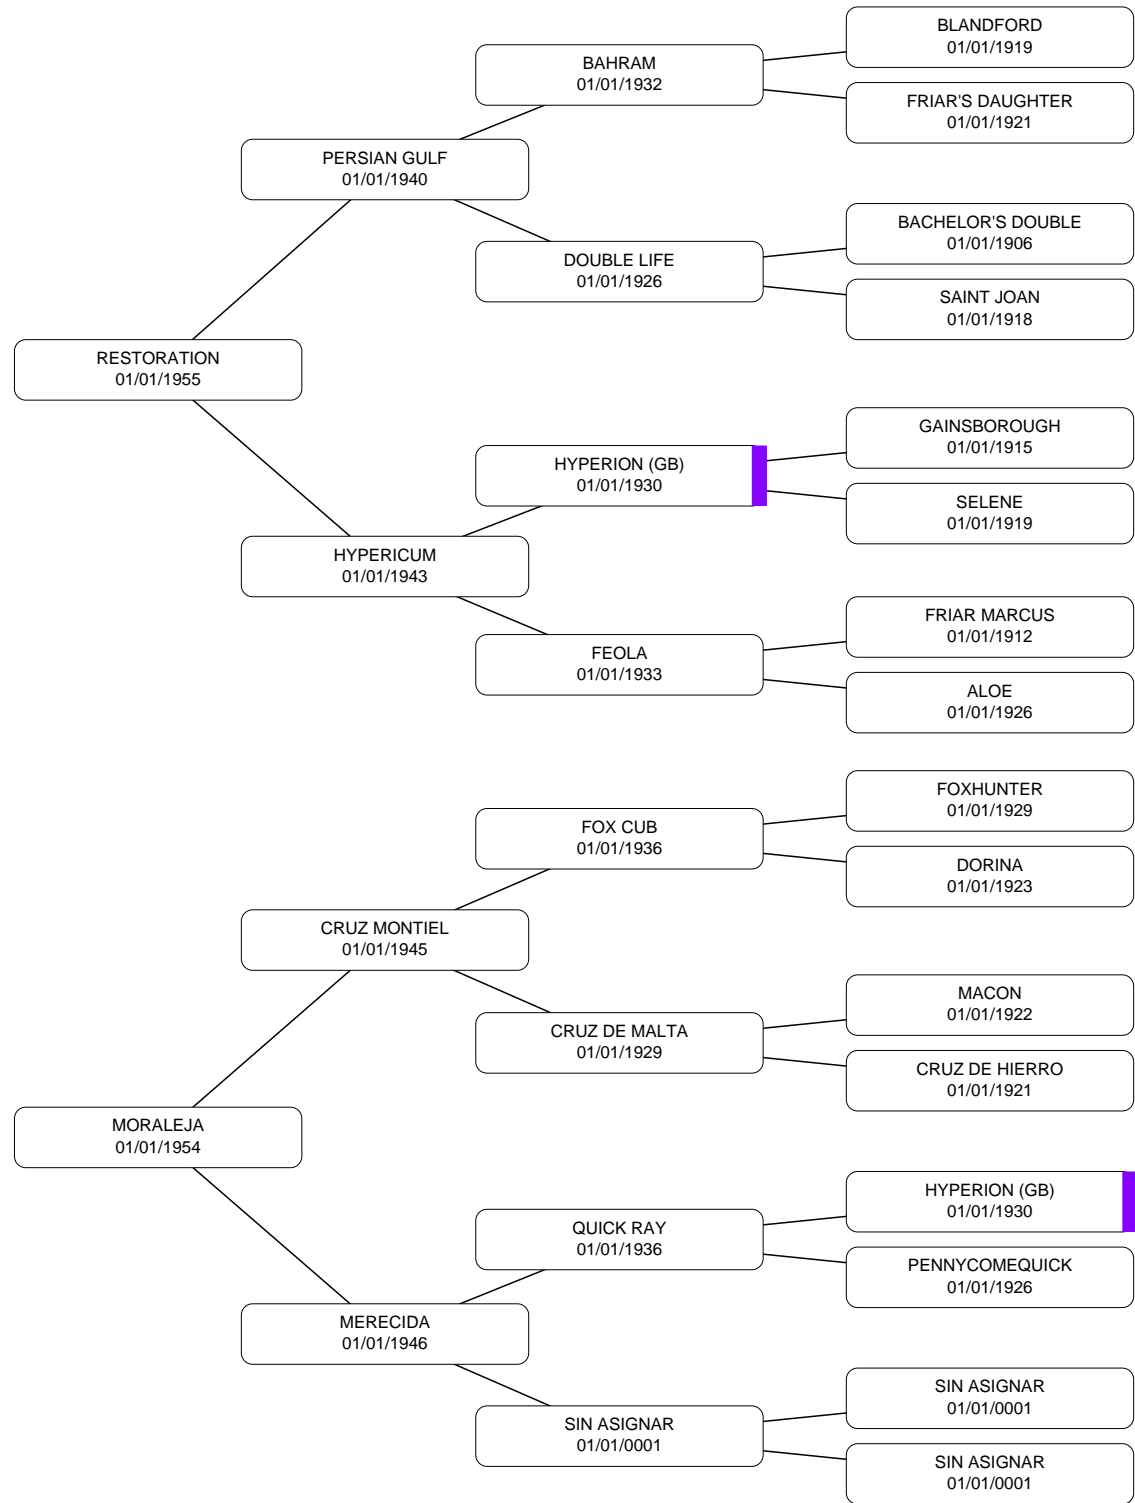 BLANDFORD
01/01/1919
BAHRAM
01/01/1932
FRIAR'S DAUGHTER
01/01/1921
PERSIAN GULF
01/01/1940
BACHELOR'S DOUBLE
01/01/1906
DOUBLE LIFE
01/01/1926
SAINT JOAN
01/01/1918
RESTORATION
01/01/1955
GAINSBOROUGH
01/01/1915
HYPERION (GB)
01/01/1930
SELENE
01/01/1919
HYPERICUM
01/01/1943
FRIAR MARCUS
01/01/1912
FEOLA
01/01/1933
ALOE
01/01/1926
FOXHUNTER
01/01/1929
FOX CUB
01/01/1936
DORINA
01/01/1923
CRUZ MONTIEL
01/01/1945
MACON
01/01/1922
CRUZ DE MALTA
01/01/1929
CRUZ DE HIERRO
01/01/1921
MORALEJA
01/01/1954
HYPERION (GB)
01/01/1930
QUICK RAY
01/01/1936
PENNYCOMEQUICK
01/01/1926
MERECIDA
01/01/1946
SIN ASIGNAR
01/01/0001
SIN ASIGNAR
01/01/0001
SIN ASIGNAR
01/01/0001